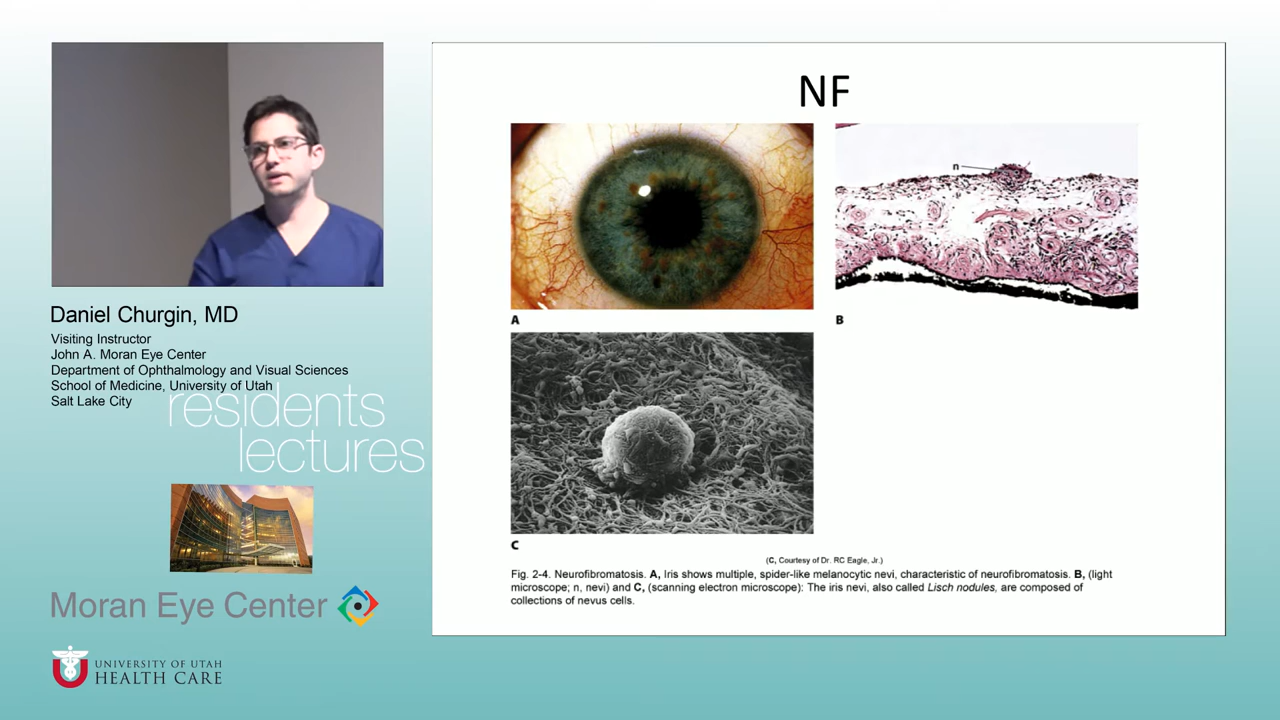 Daniel Churgin, MD
Visiting Instructor
John A. Moran Eye Center
Department of Ophthalmology and Visual Sciences
School of Medicine, University of Utah
Salt Lake City
residents
lectures
Moran Eye Center
UNIVERSITY OF UTAH
HEALTH CARE
U
NF
n
A
B
C
(C, Courtesy of Dr. RC Eagle, Jr.)
Fig. 2-4. Neurofibromatosis. A, Iris shows multiple, spider-like melanocytic nevi, characteristic of neurofibromatosis. B, (light
microscope; n, nevi) and C, (scanning electron microscope): The iris nevi, also called Lisch nodules, are composed of
collections of nevus cells.